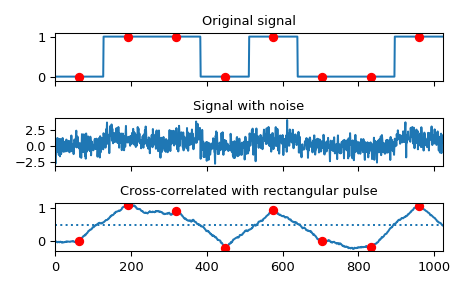 Original signal
1
0
Signal with noise
2.5
0.0
−2.5
Cross-correlated with rectangular pulse
1
0
0 200 400 600 800 1000